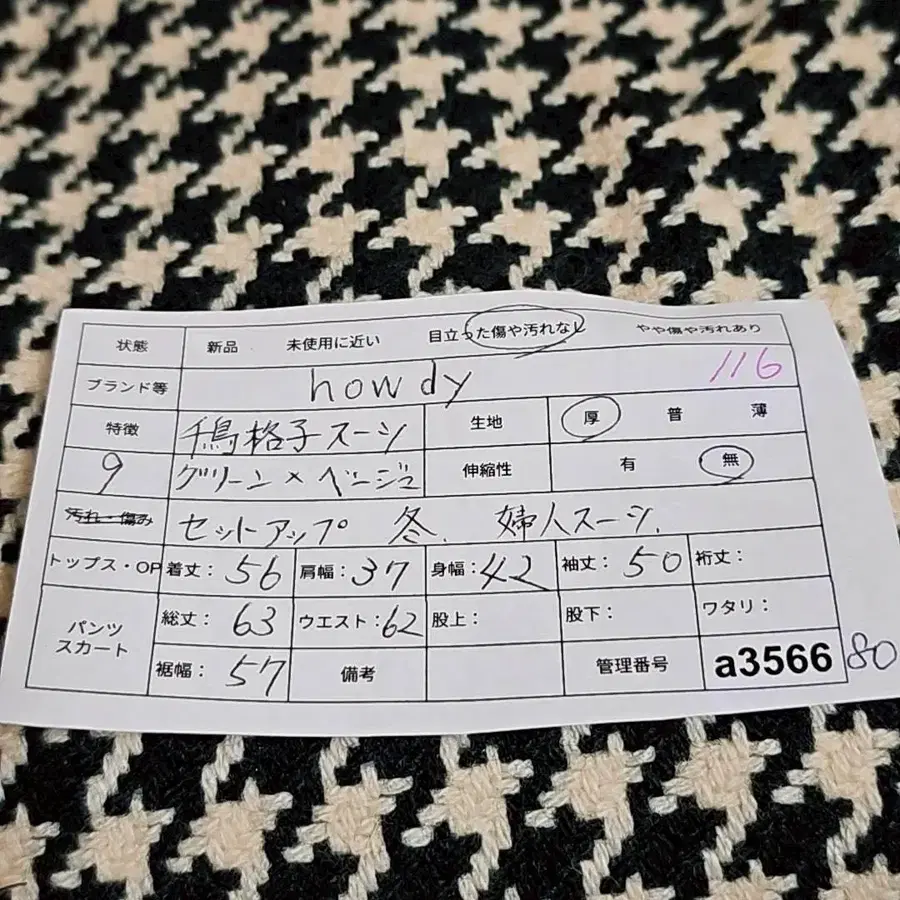 状態 新品 未使用に近い 目立った傷や汚れなし やや傷や汚れあり
ブランド等 howdy 116
特徴 千鳥格子スーツ 生地 厚 普 薄
9 グリーン×ベージュ 伸縮性 有 無
汚れ・傷み セットアップ 冬、婦人スーツ、
トップス・OP 着丈:56 肩幅:37 身幅:42 袖丈:50 裄丈:
パンツ スカート 総丈:63 ウエスト:62 股上: 股下: ワタリ:
裾幅:57 備考 管理番号 a3566 80